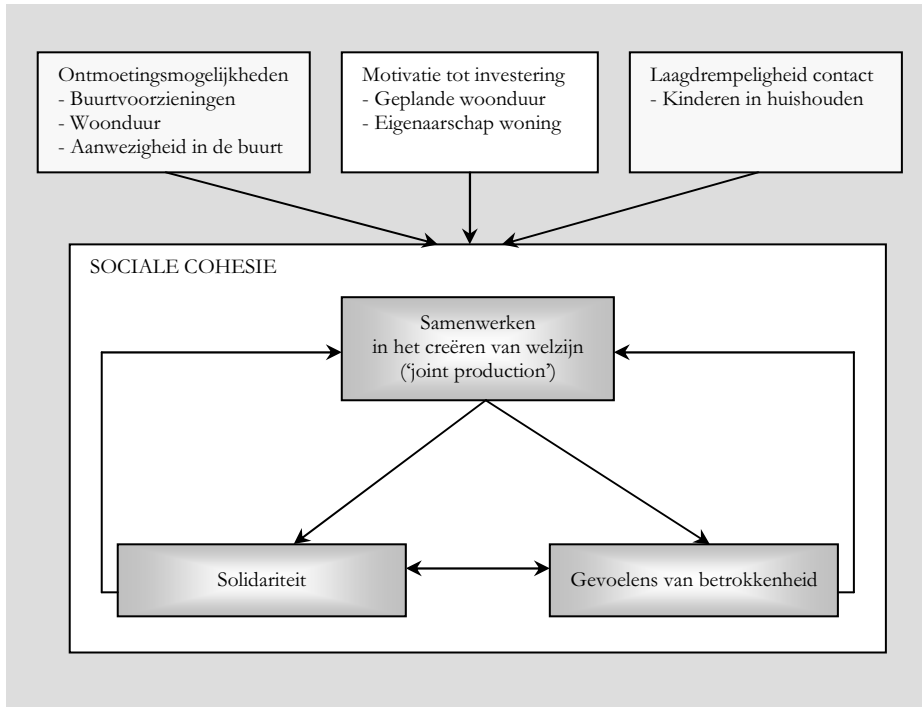 Ontmoetingsmogelijkheden
- Buurtvoorzieningen
- Woonduur
- Aanwezigheid in de buurt
Motivatie tot investering
- Geplande woonduur
- Eigenaarschap woning
Laagdrempeligheid contact
- Kinderen in huishouden
SOCIALE COHESIE
Samenwerken
in het creëren van welzijn
(‘joint production’)
Solidariteit
Gevoelens van betrokkenheid